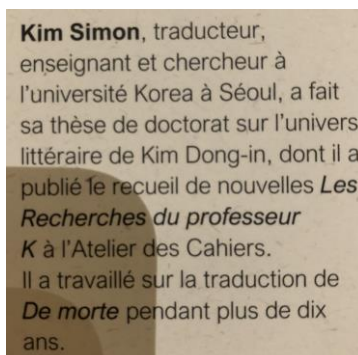 Kim Simon, traducteur,
enseignant et chercheur à
l'université Korea à Séoul, a fait
sa thèse de doctorat sur l'univers
littéraire de Kim Dong-in, dont il a
publié le recueil de nouvelles Les
Recherches du professeur
K à l'Atelier des Cahiers.
Il a travaillé sur la traduction de
De morte pendant plus de dix
ans.